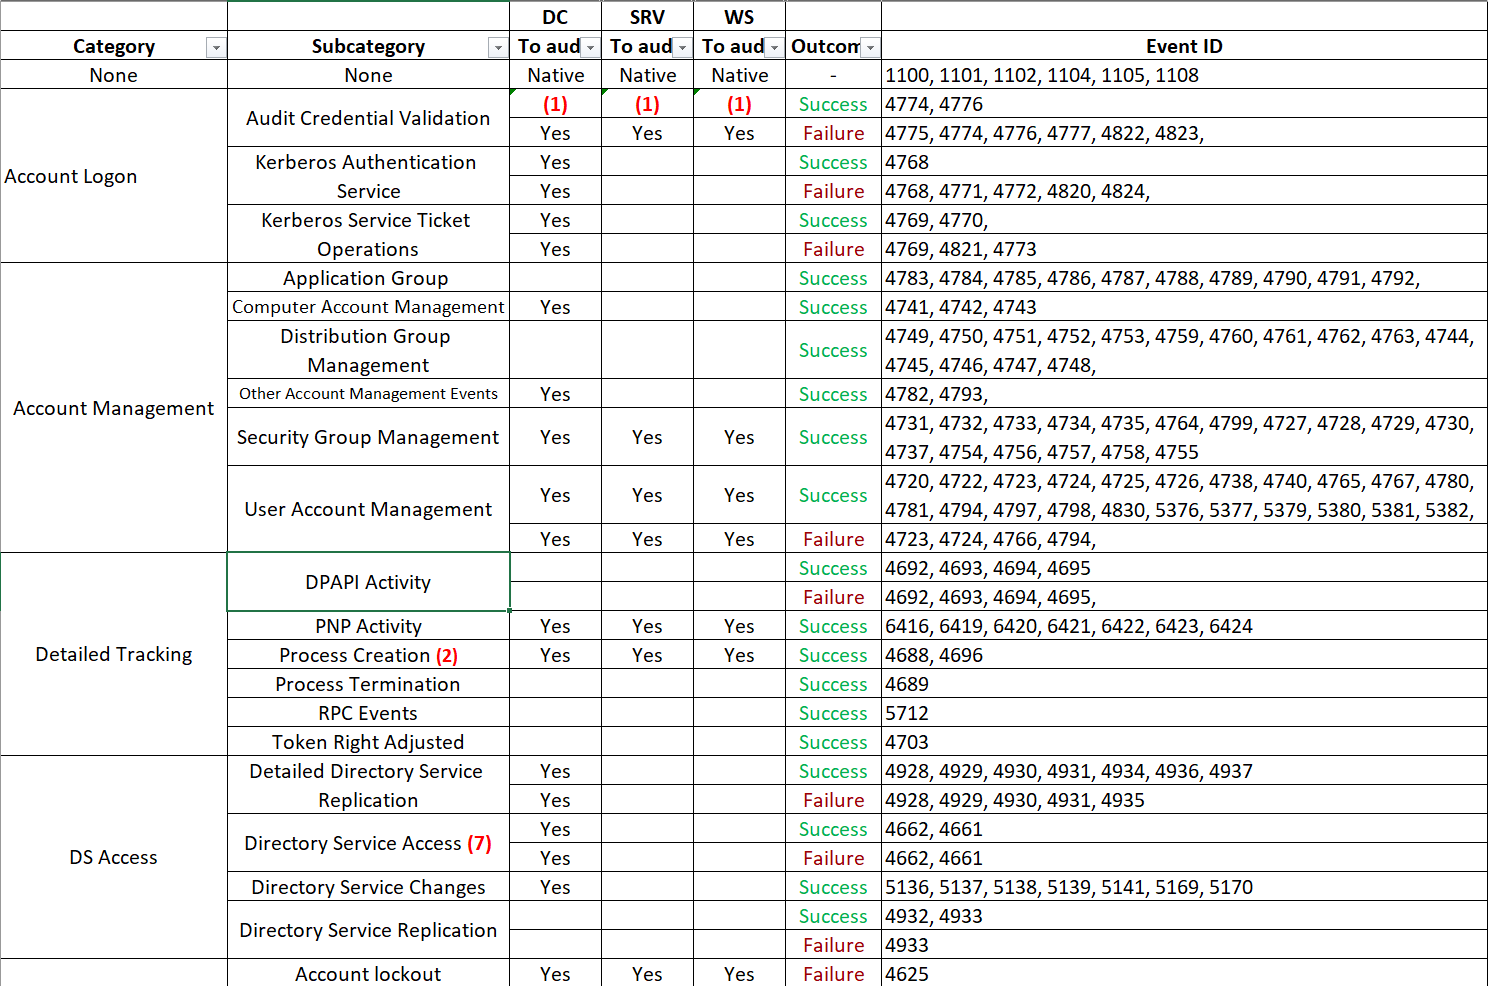 DC SRV WS
Category Subcategory To aud To aud To aud Outcom Event ID
None None Native Native Native - 1100, 1101, 1102, 1104, 1105, 1108
Account Logon
Audit Credential Validation
(1) (1) (1) Success 4774, 4776
Yes Yes Yes Failure 4775, 4774, 4776, 4777, 4822, 4823,
Kerberos Authentication
Service
Yes Success 4768
Yes Failure 4768, 4771, 4772, 4820, 4824,
Kerberos Service Ticket
Operations
Yes Success 4769, 4770,
Yes Failure 4769, 4821, 4773
Account Management
Application Group Success 4783, 4784, 4785, 4786, 4787, 4788, 4789, 4790, 4791, 4792,
Computer Account Management Yes Success 4741, 4742, 4743
Distribution Group
Management
Success
4749, 4750, 4751, 4752, 4753, 4759, 4760, 4761, 4762, 4763, 4744,
4745, 4746, 4747, 4748,
Other Account Management Events Yes Success 4782, 4793,
Security Group Management Yes Yes Yes Success
4731, 4732, 4733, 4734, 4735, 4764, 4799, 4727, 4728, 4729, 4730,
4737, 4754, 4756, 4757, 4758, 4755
User Account Management
Yes Yes Yes Success
4720, 4722, 4723, 4724, 4725, 4726, 4738, 4740, 4765, 4767, 4780,
4781, 4794, 4797, 4798, 4830, 5376, 5377, 5379, 5380, 5381, 5382,
Yes Yes Yes Failure 4723, 4724, 4766, 4794,
Detailed Tracking
DPAPI Activity
Success 4692, 4693, 4694, 4695
Failure 4692, 4693, 4694, 4695,
PNP Activity Yes Yes Yes Success 6416, 6419, 6420, 6421, 6422, 6423, 6424
Process Creation (2) Yes Yes Yes Success 4688, 4696
Process Termination Success 4689
RPC Events Success 5712
Token Right Adjusted Success 4703
DS Access
Detailed Directory Service
Replication
Yes Success 4928, 4929, 4930, 4931, 4934, 4936, 4937
Yes Failure 4928, 4929, 4930, 4931, 4935
Directory Service Access (7)
Yes Success 4662, 4661
Yes Failure 4662, 4661
Directory Service Changes Yes Success 5136, 5137, 5138, 5139, 5141, 5169, 5170
Directory Service Replication
Success 4932, 4933
Failure 4933
Account lockout Yes Yes Yes Failure 4625